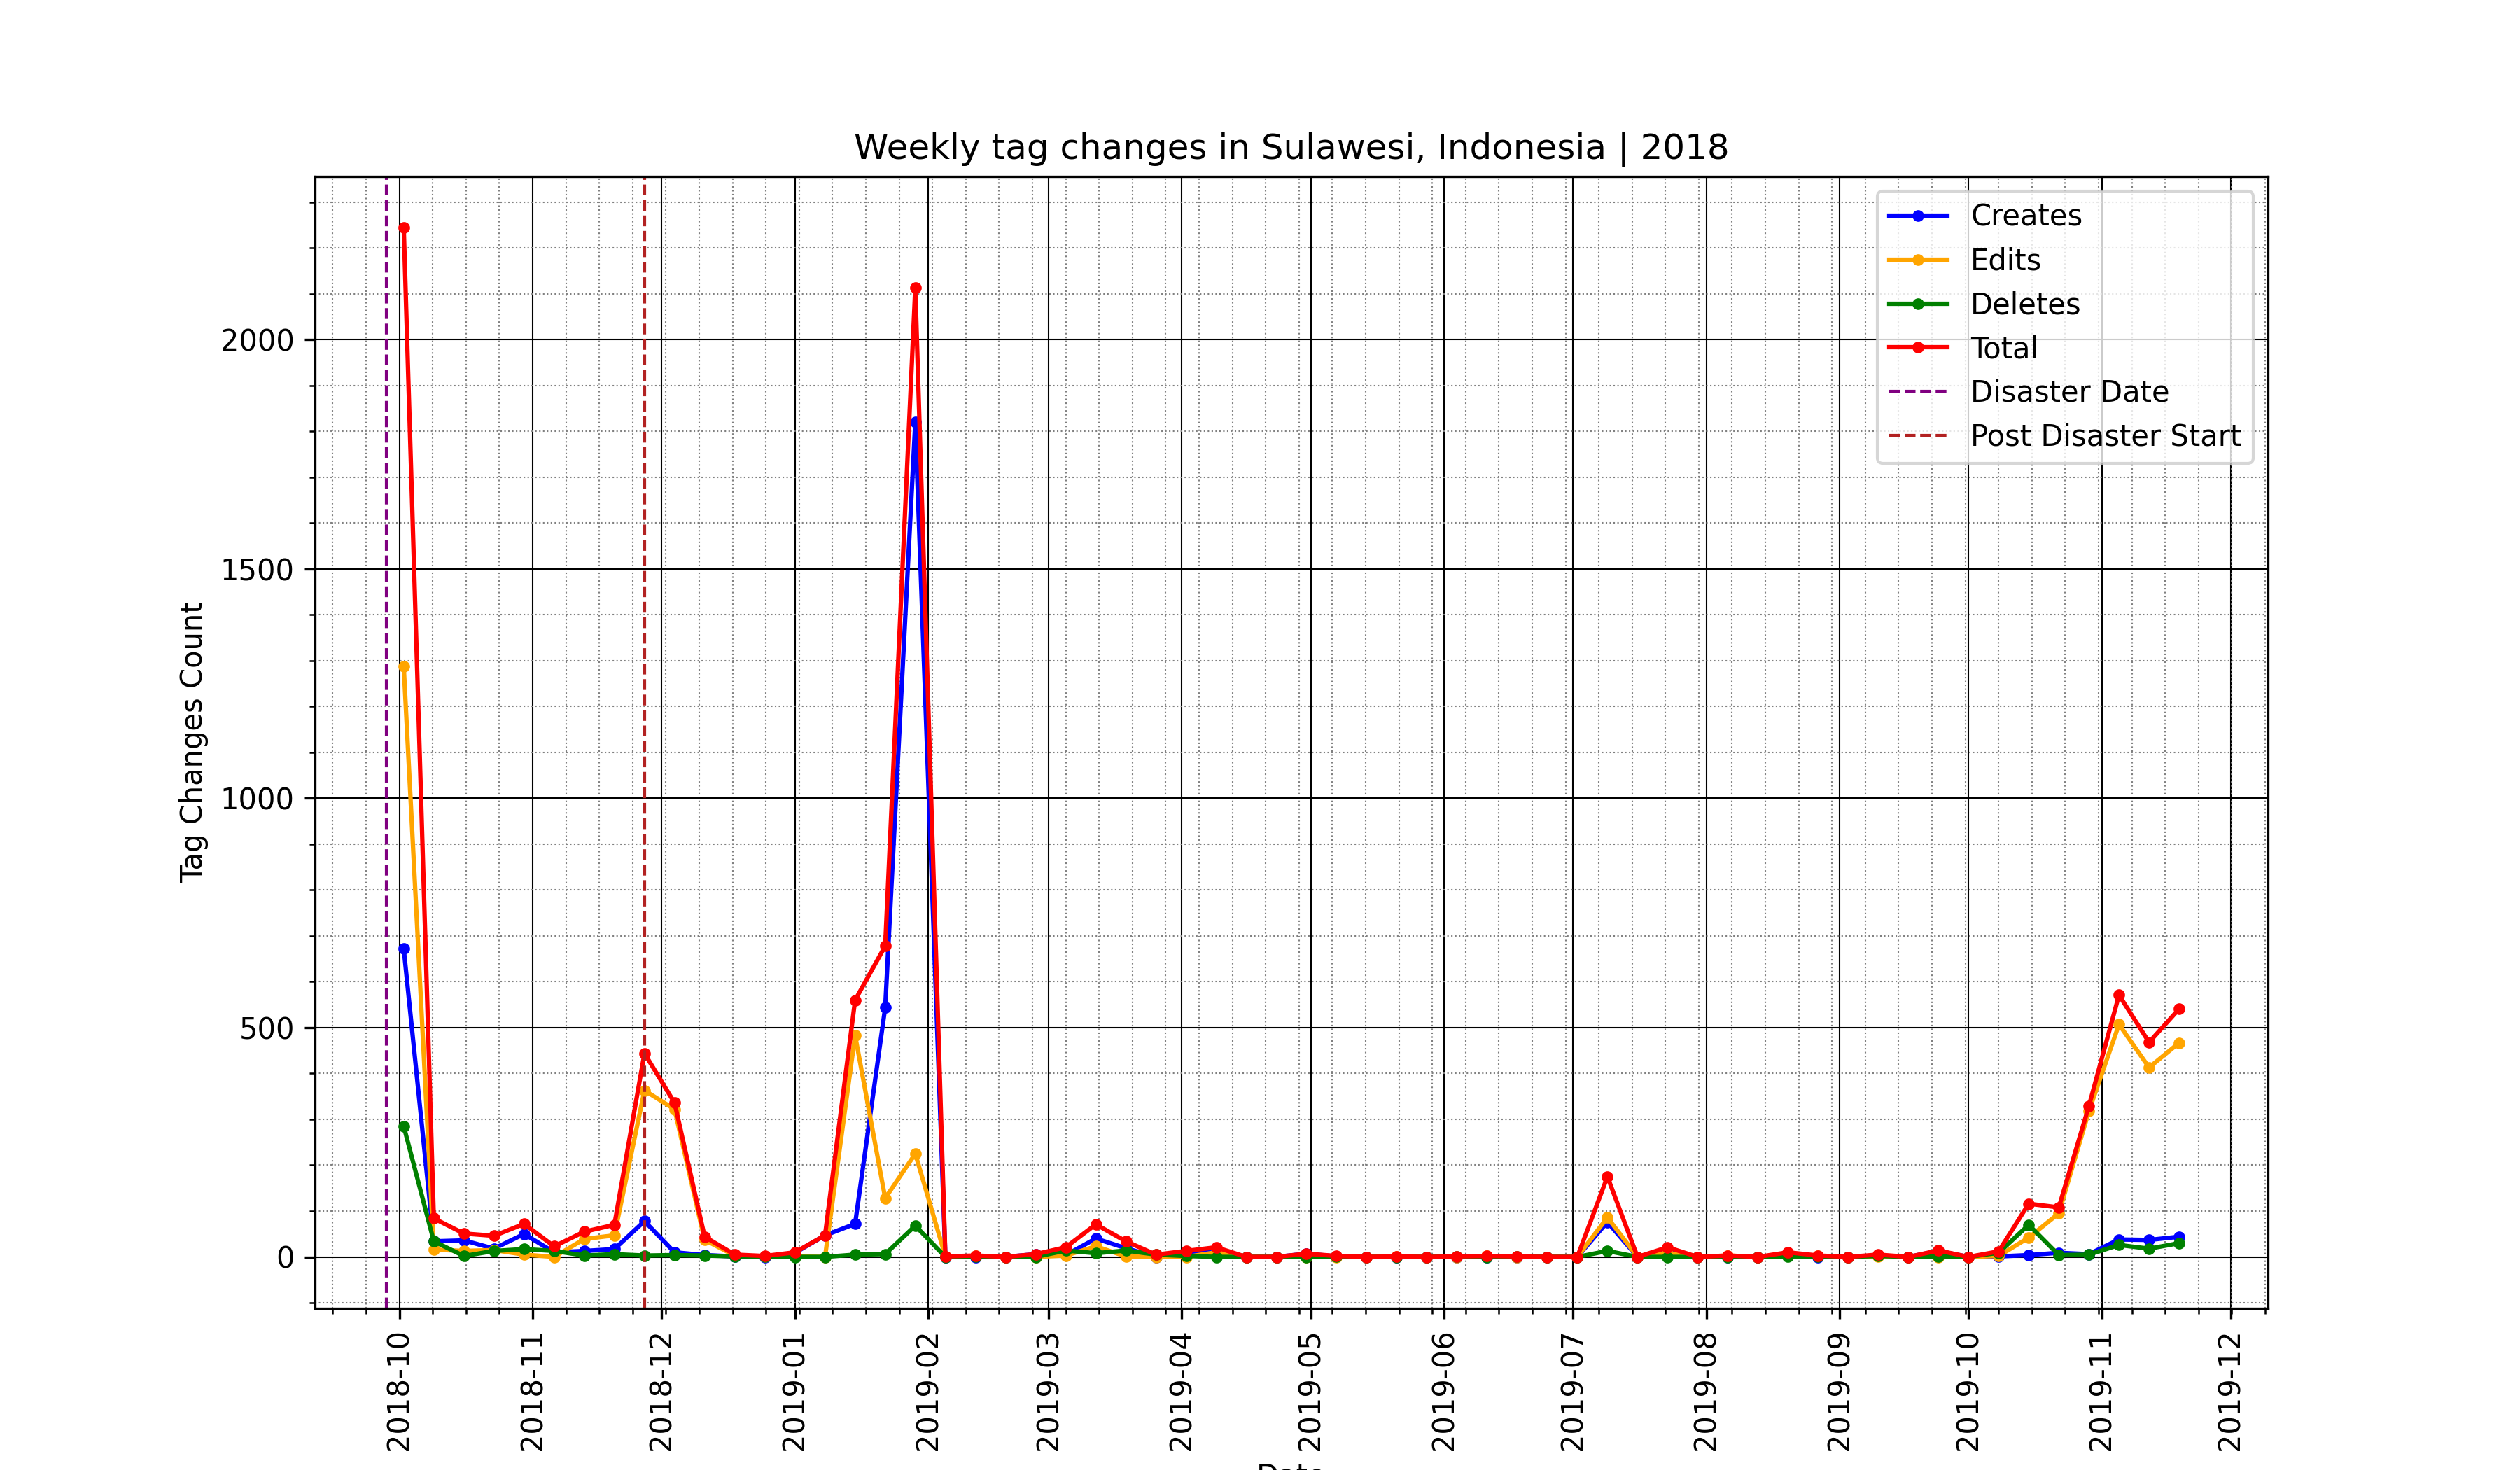 Weekly tag changes in Sulawesi, Indonesia | 2018
Creates
Edits
Deletes
Total
Disaster Date
Post Disaster Start
Tag Changes Count
2000
1500
1000
500
0
2018-10
2018-11
2018-12
2019-01
2019-02
2019-03
2019-04
2019-05
2019-06
2019-07
2019-08
2019-09
2019-10
2019-11
2019-12
Date